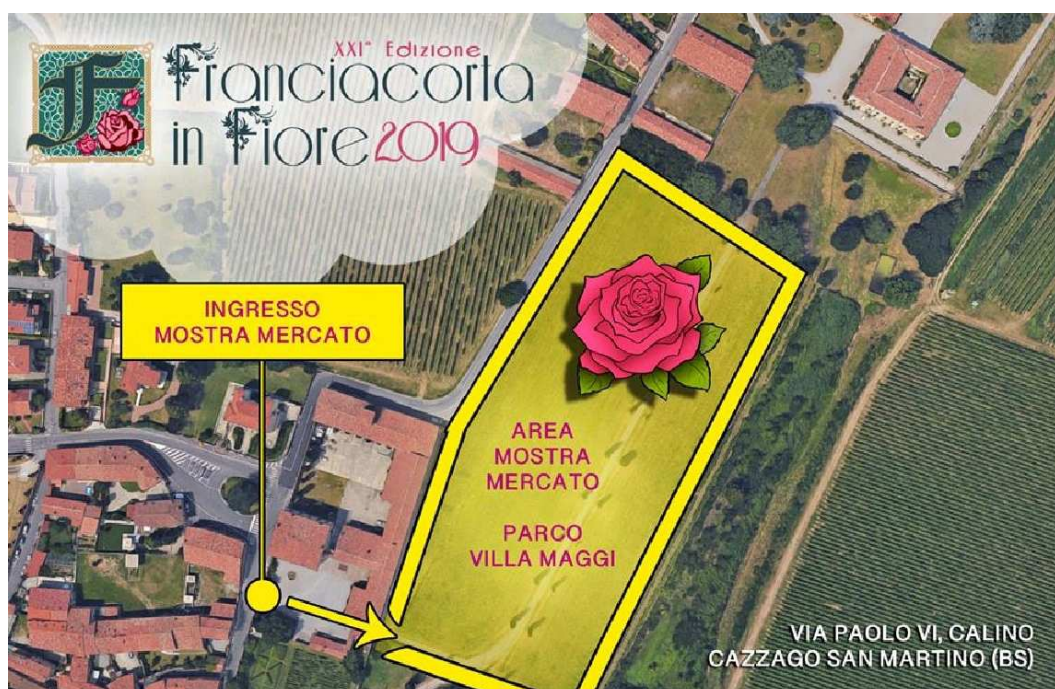 XXIª Edizione
Franciacorta
in Fiore 2019
INGRESSO
MOSTRA MERCATO
AREA
MOSTRA
MERCATO
PARCO
VILLA MAGGI
VIA PAOLO VI, CALINO
CAZZAGO SAN MARTINO (BS)